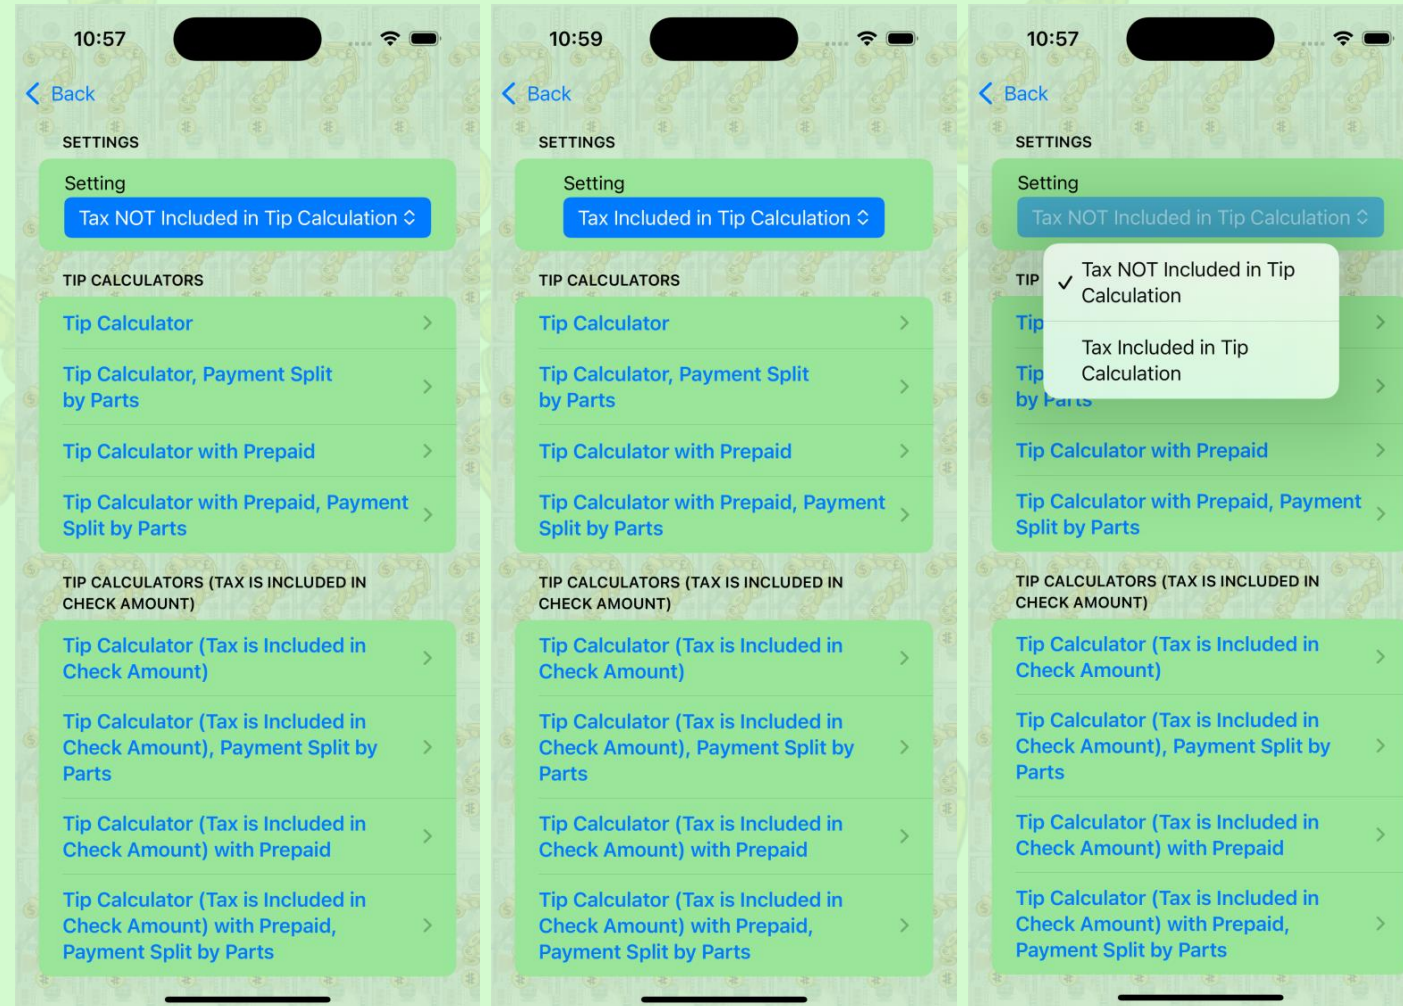 10:57
Back
SETTINGS
Setting
Tax NOT Included in Tip Calculation
TIP CALCULATORS
Tip Calculator
Tip Calculator, Payment Split
by Parts
Tip Calculator with Prepaid
Tip Calculator with Prepaid, Payment
Split by Parts
TIP CALCULATORS (TAX IS INCLUDED IN
CHECK AMOUNT)
Tip Calculator (Tax is Included in
Check Amount)
Tip Calculator (Tax is Included in
Check Amount), Payment Split by
Parts
Tip Calculator (Tax is Included in
Check Amount) with Prepaid
Tip Calculator (Tax is Included in
Check Amount) with Prepaid,
Payment Split by Parts
10:59
Back
SETTINGS
Setting
Tax Included in Tip Calculation
TIP CALCULATORS
Tip Calculator
Tip Calculator, Payment Split
by Parts
Tip Calculator with Prepaid
Tip Calculator with Prepaid, Payment
Split by Parts
TIP CALCULATORS (TAX IS INCLUDED IN
CHECK AMOUNT)
Tip Calculator (Tax is Included in
Check Amount)
Tip Calculator (Tax is Included in
Check Amount), Payment Split by
Parts
Tip Calculator (Tax is Included in
Check Amount) with Prepaid
Tip Calculator (Tax is Included in
Check Amount) with Prepaid,
Payment Split by Parts
10:57
Back
SETTINGS
Setting
Tax NOT Included in Tip Calculation
Tax NOT Included in Tip
Calculation
Tax Included in Tip
Calculation
TIP
Tip
Tip
by Parts
Tip Calculator with Prepaid
Tip Calculator with Prepaid, Payment
Split by Parts
TIP CALCULATORS (TAX IS INCLUDED IN
CHECK AMOUNT)
Tip Calculator (Tax is Included in
Check Amount)
Tip Calculator (Tax is Included in
Check Amount), Payment Split by
Parts
Tip Calculator (Tax is Included in
Check Amount) with Prepaid
Tip Calculator (Tax is Included in
Check Amount) with Prepaid,
Payment Split by Parts